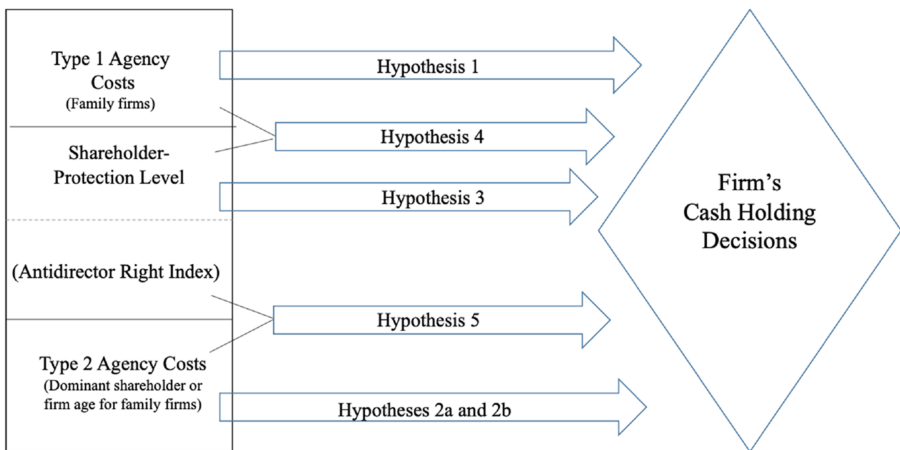 Type 1 Agency
Costs
(Family firms)
Hypothesis 1
Hypothesis 4
Shareholder-
Protection Level
Hypothesis 3
Firm's
Cash Holding
Decisions
(Antidirector Right Index)
Hypothesis 5
Type 2 Agency Costs
(Dominant shareholder or
firm age for family firms)
Hypotheses 2a and 2b